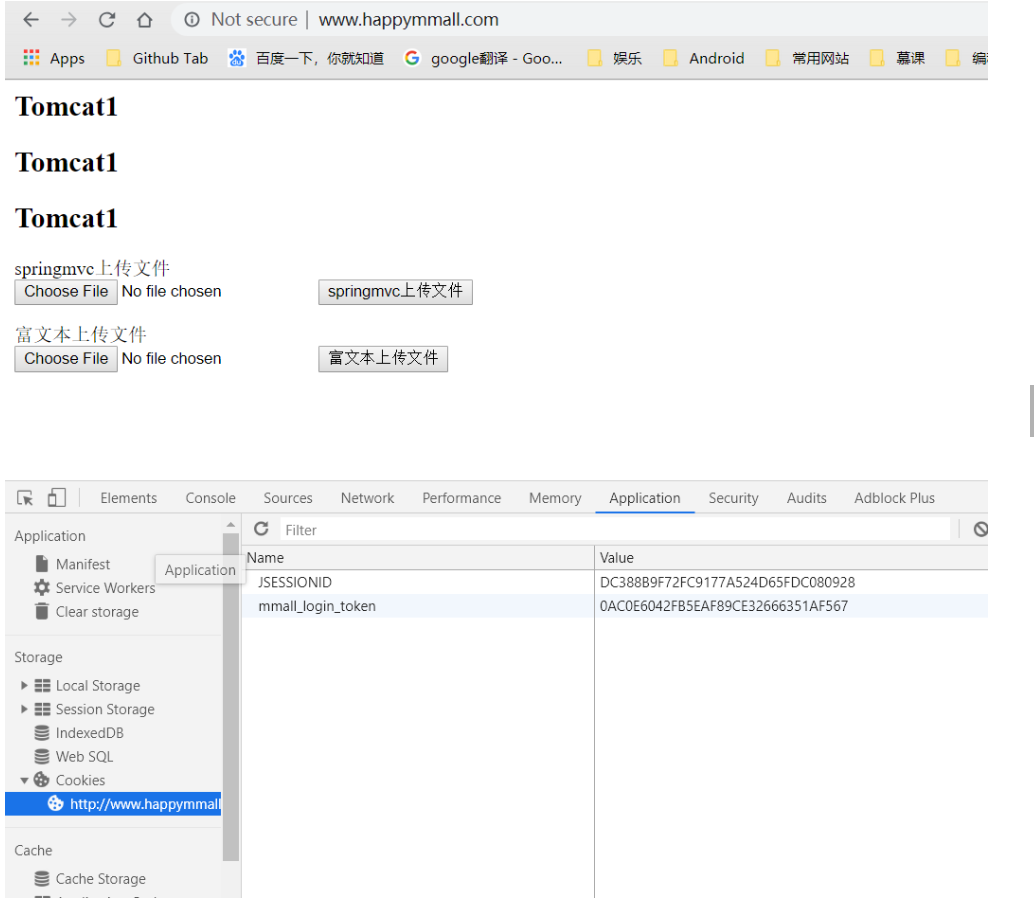 Not secure | www.happymmall.com
Apps Github Tab 百度一下，你就知道 google翻译 - Goo... 娱乐 Android 常用网站 慕课
Tomcat1
Tomcat1
Tomcat1
springmvc上传文件
Choose File No file chosen springmvc上传文件
富文本上传文件
Choose File No file chosen 富文本上传文件
Elements Console Sources Network Performance Memory Application Security Audits Adblock Plus
Application
Filter
Manifest
Service Workers
Clear storage
Application
Name Value
JSESSIONID DC388B9F72FC9177A524D65FDC080928
mmall_login_token 0AC0E6042FB5EAF89CE32666351AF567
Storage
Local Storage
Session Storage
IndexedDB
Web SQL
Cookies
http://www.happymmall
Cache
Cache Storage